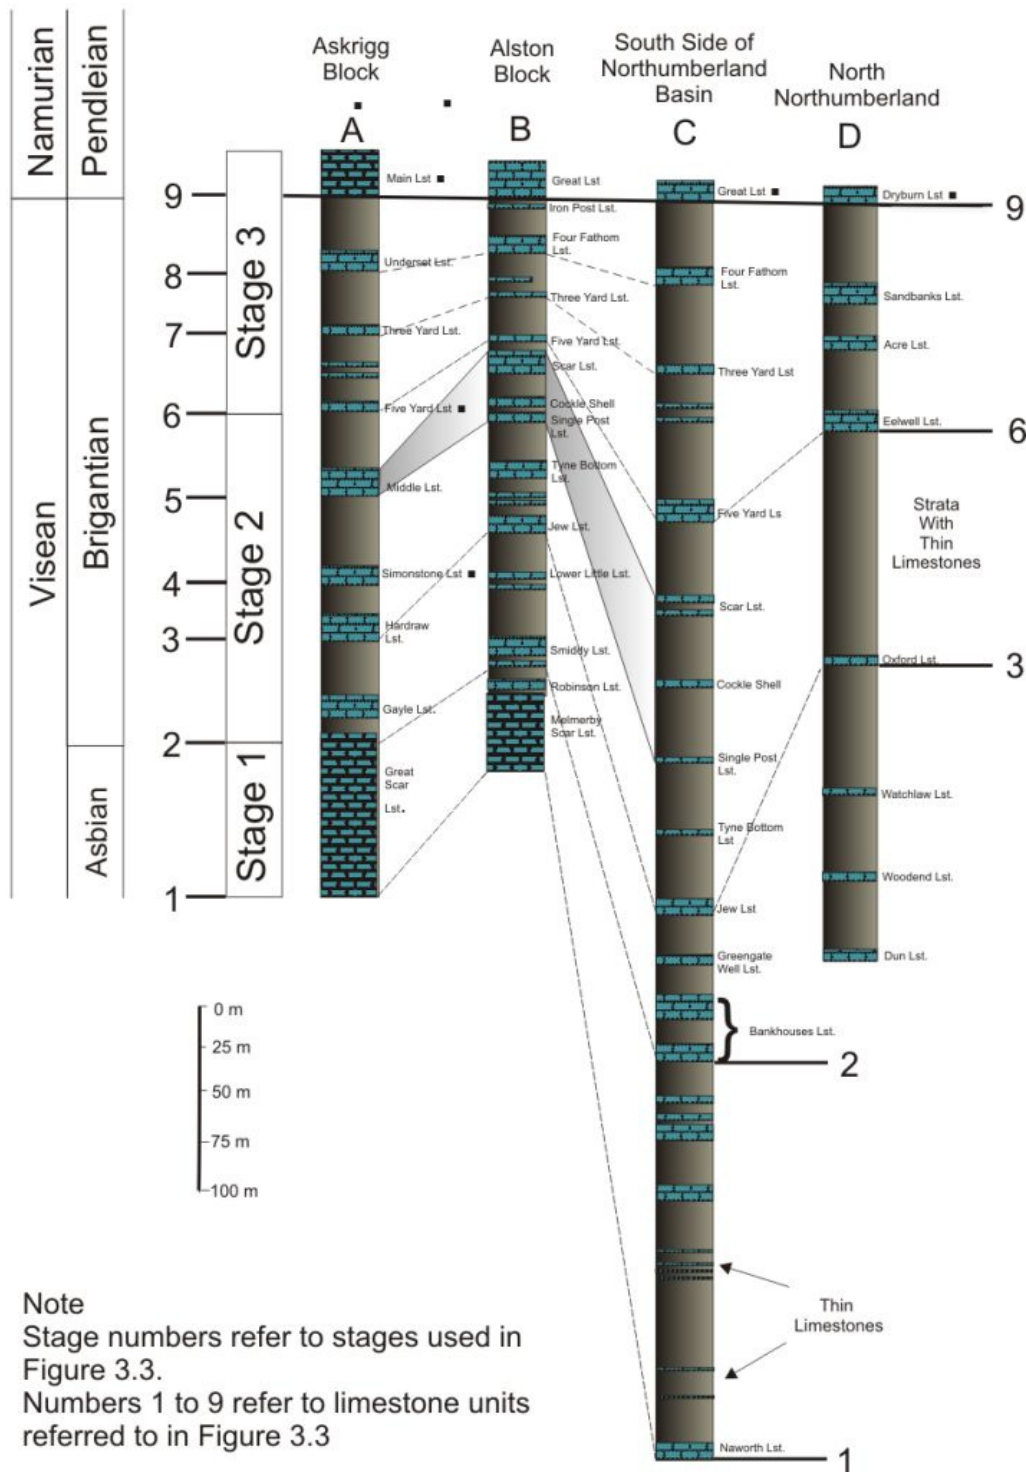 Namurian
Pendleian
Visean
Brigantian
Asbian
9
8
7
6
5
4
3
2
1
Stage 3
Stage 2
Stage 1
Askrigg
Block
A
Main Lst
Underset Lst.
Three Yard Lst.
Five Yard Lst
Middle Lst.
Simonstone Lst
Hardraw
Lst.
Gayle Lst.
Great
Scar
Lst.
Alston
Block
B
Great Lst
Iron Post Lst.
Four Fathom
Lst.
Three Yard Lst.
Five Yard Lst.
Scar Lst.
Cockle Shell
Single Post
Lst.
Tyne Bottom
Lst.
Jew Lst.
Lower Little Lst.
Smiddy Lst.
Robinson Lst.
Melmerby
Scar Lst.
South Side of
Northumberland
Basin
C
Great Lst
Four Fathom
Lst.
Three Yard Lst
Five Yard Ls
Scar Lst.
Cockle Shell
Single Post
Lst.
Tyne Bottom
Lst
Jew Lst
Greengate
Well Lst.
Bankhouses Lst.
2
Thin
Limestones
Naworth Lst.
1
North
Northumberland
D
Dryburn Lst
9
Sandbanks Lst.
Acre Lst.
Eelwell Lst.
6
Strata
With
Thin
Limestones
Oxford Lst.
3
Watchlaw Lst.
Woodend Lst.
Dun Lst.
0 m
25 m
50 m
75 m
100 m
Note
Stage numbers refer to stages used in
Figure 3.3.
Numbers 1 to 9 refer to limestone units
referred to in Figure 3.3